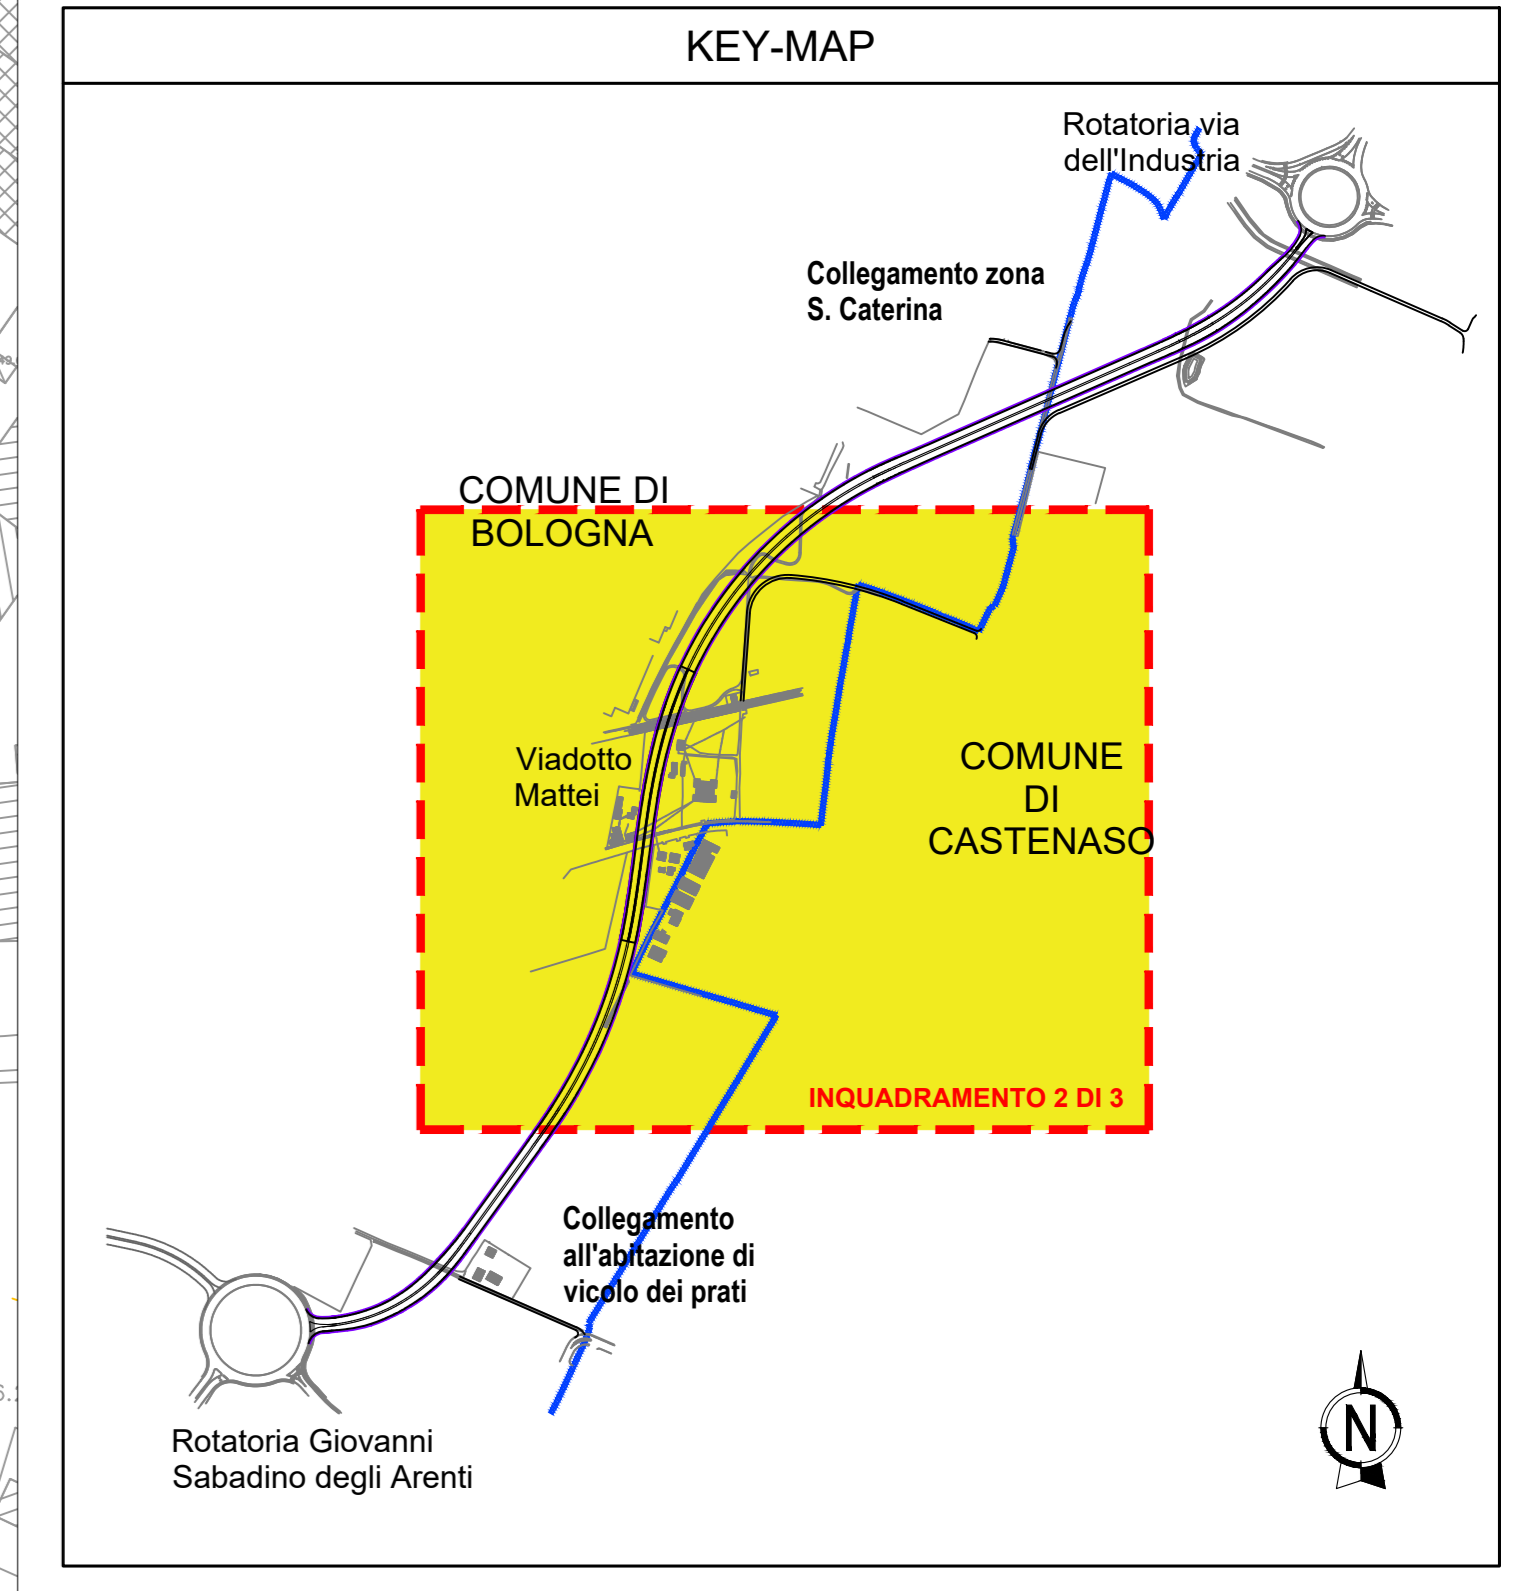 KEY-MAP
Rotatoria via
dell'Industria
Collegamento zona
S. Caterina
COMUNE DI
BOLOGNA
Viadotto
Mattei
COMUNE
DI
CASTENASO
INQUADRAMENTO 2 DI 3
Collegamento
all'abitazione di
vicolo dei prati
Rotatoria Giovanni
Sabadino degli Arenti
N